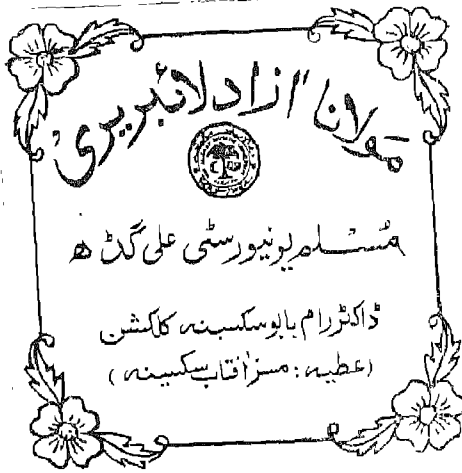 مولانا آزاد لائبریری
مسلم یونیورسٹی علی گڑھ
ڈاکٹر رام بابو سکسینہ کلکشن
(عطیہ: مسز آفتاب سکسینہ)